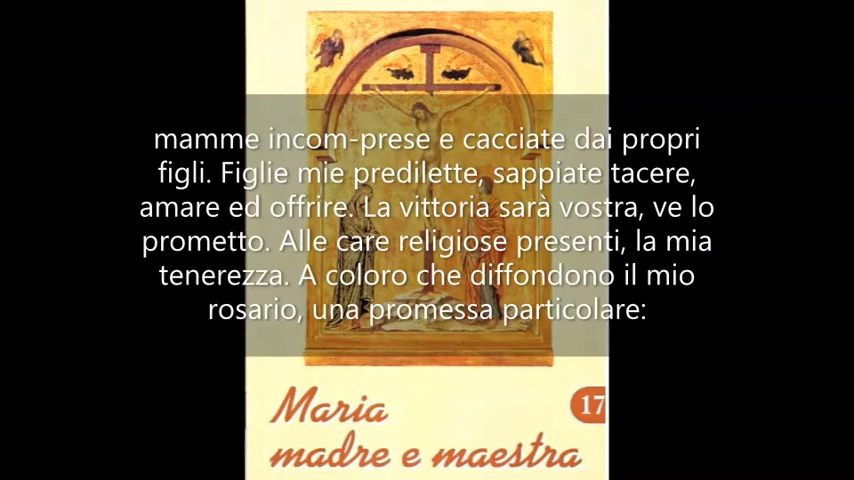 mamme incom-prese e cacciate dai propri
figli. Figlie mie predilette, sappiate tacere,
amare ed offrire. La vittoria sarà vostra, ve lo
prometto. Alle care religiose presenti, la mia
tenerezza. A coloro che diffondono il mio
rosario, una promessa particolare:
Maria
17
madre e maestra